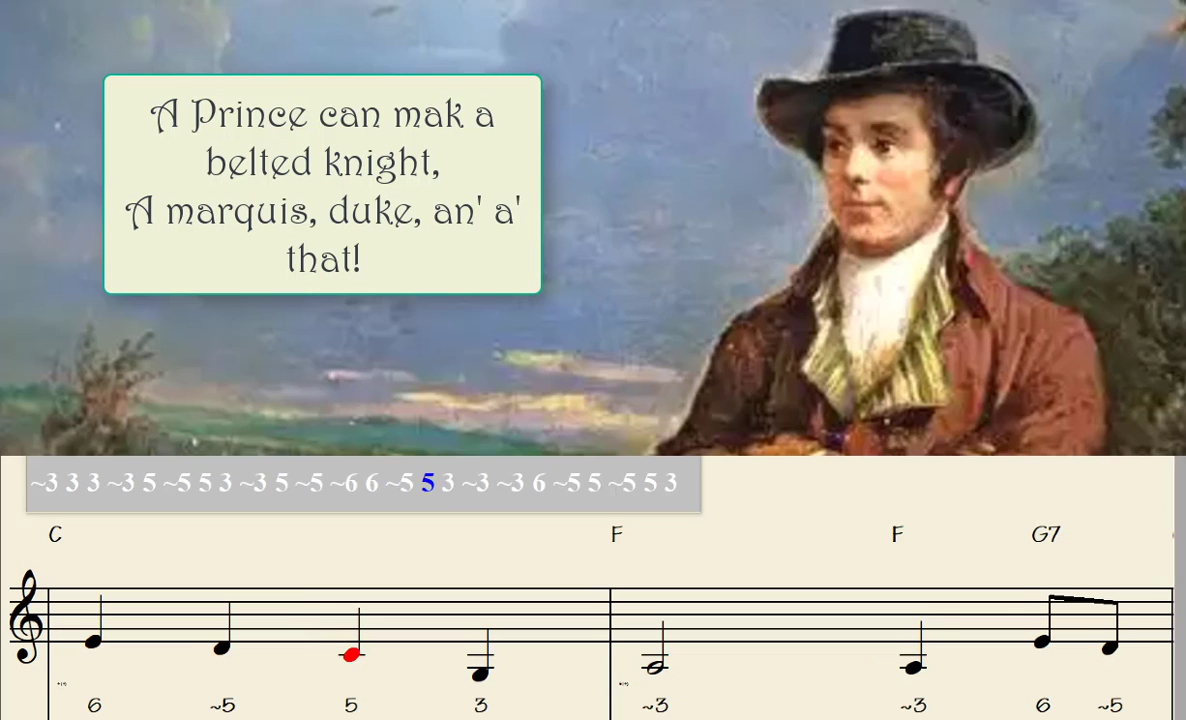 A Prince can mak a
belted knight,
A marquis, duke, an' a'
that!
~3 3 3 ~3 5 ~5 5 3 ~3 5 ~5 ~6 6 ~5 5 3 ~3 ~3 6 ~5 5 ~5 5 3
C F F G7
6 ~5 5 3 ~3 ~3 6 ~5